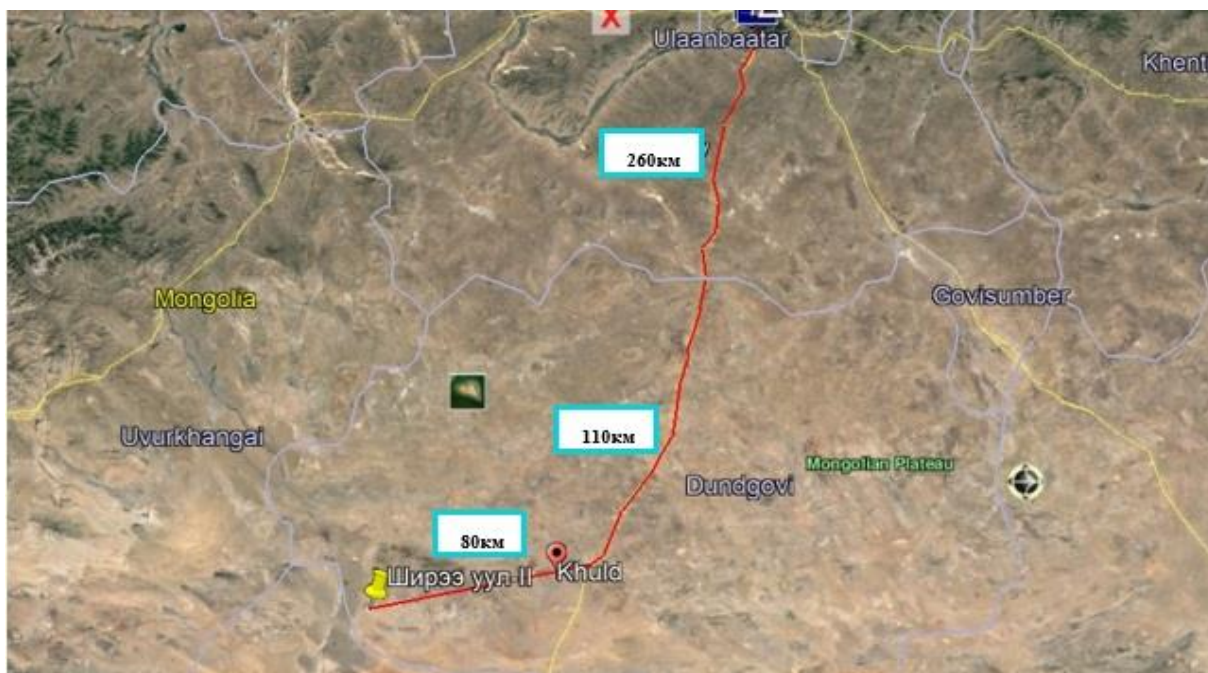 Ulaanbaatar
Khent
260км
Mongolia
Govisumber
Uvurkhangai
110км
Mongolian Plateau
Dundgovi
80км
Ширээ уул-II
Khuld